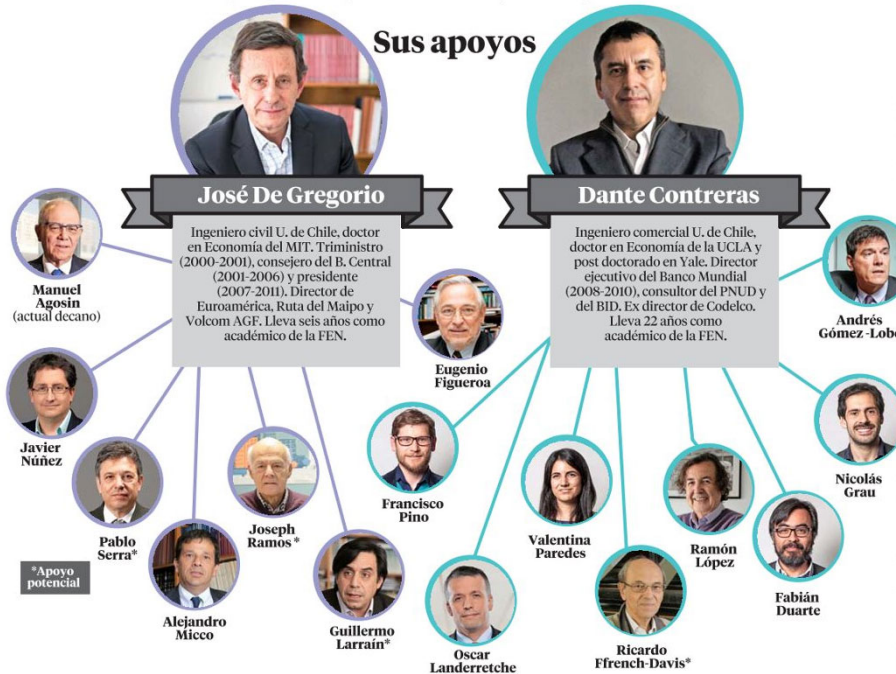 Sus apoyos
José De Gregorio
Ingeniero civil U. de Chile, doctor
en Economía del MIT. Triministro
(2000-2001), consejero del B. Central
(2001-2006) y presidente
(2007-2011). Director de
Euroamérica, Ruta del Maipo y
Volcom AGF. Lleva seis años como
académico de la FEN.
Dante Contreras
Ingeniero comercial U. de Chile,
doctor en Economía de la UCLA y
post doctorado en Yale. Director
ejecutivo del Banco Mundial
(2008-2010), consultor del PNUD y
del BID. Ex director de Codelco.
Lleva 22 años como
académico de la FEN.
Manuel
Agosin
(actual decano)
Eugenio
Figueroa
Andrés
Gómez -Lobo
Javier
Núñez
Pablo
Serra*
Joseph
Ramos *
Francisco
Pino
Valentina
Paredes
Ramón
López
Nicolás
Grau
*Apoyo
potencial
Alejandro
Micco
Guillermo
Larraín*
Oscar
Landerretche
Ricardo
Ffrench-Davis*
Fabián
Duarte